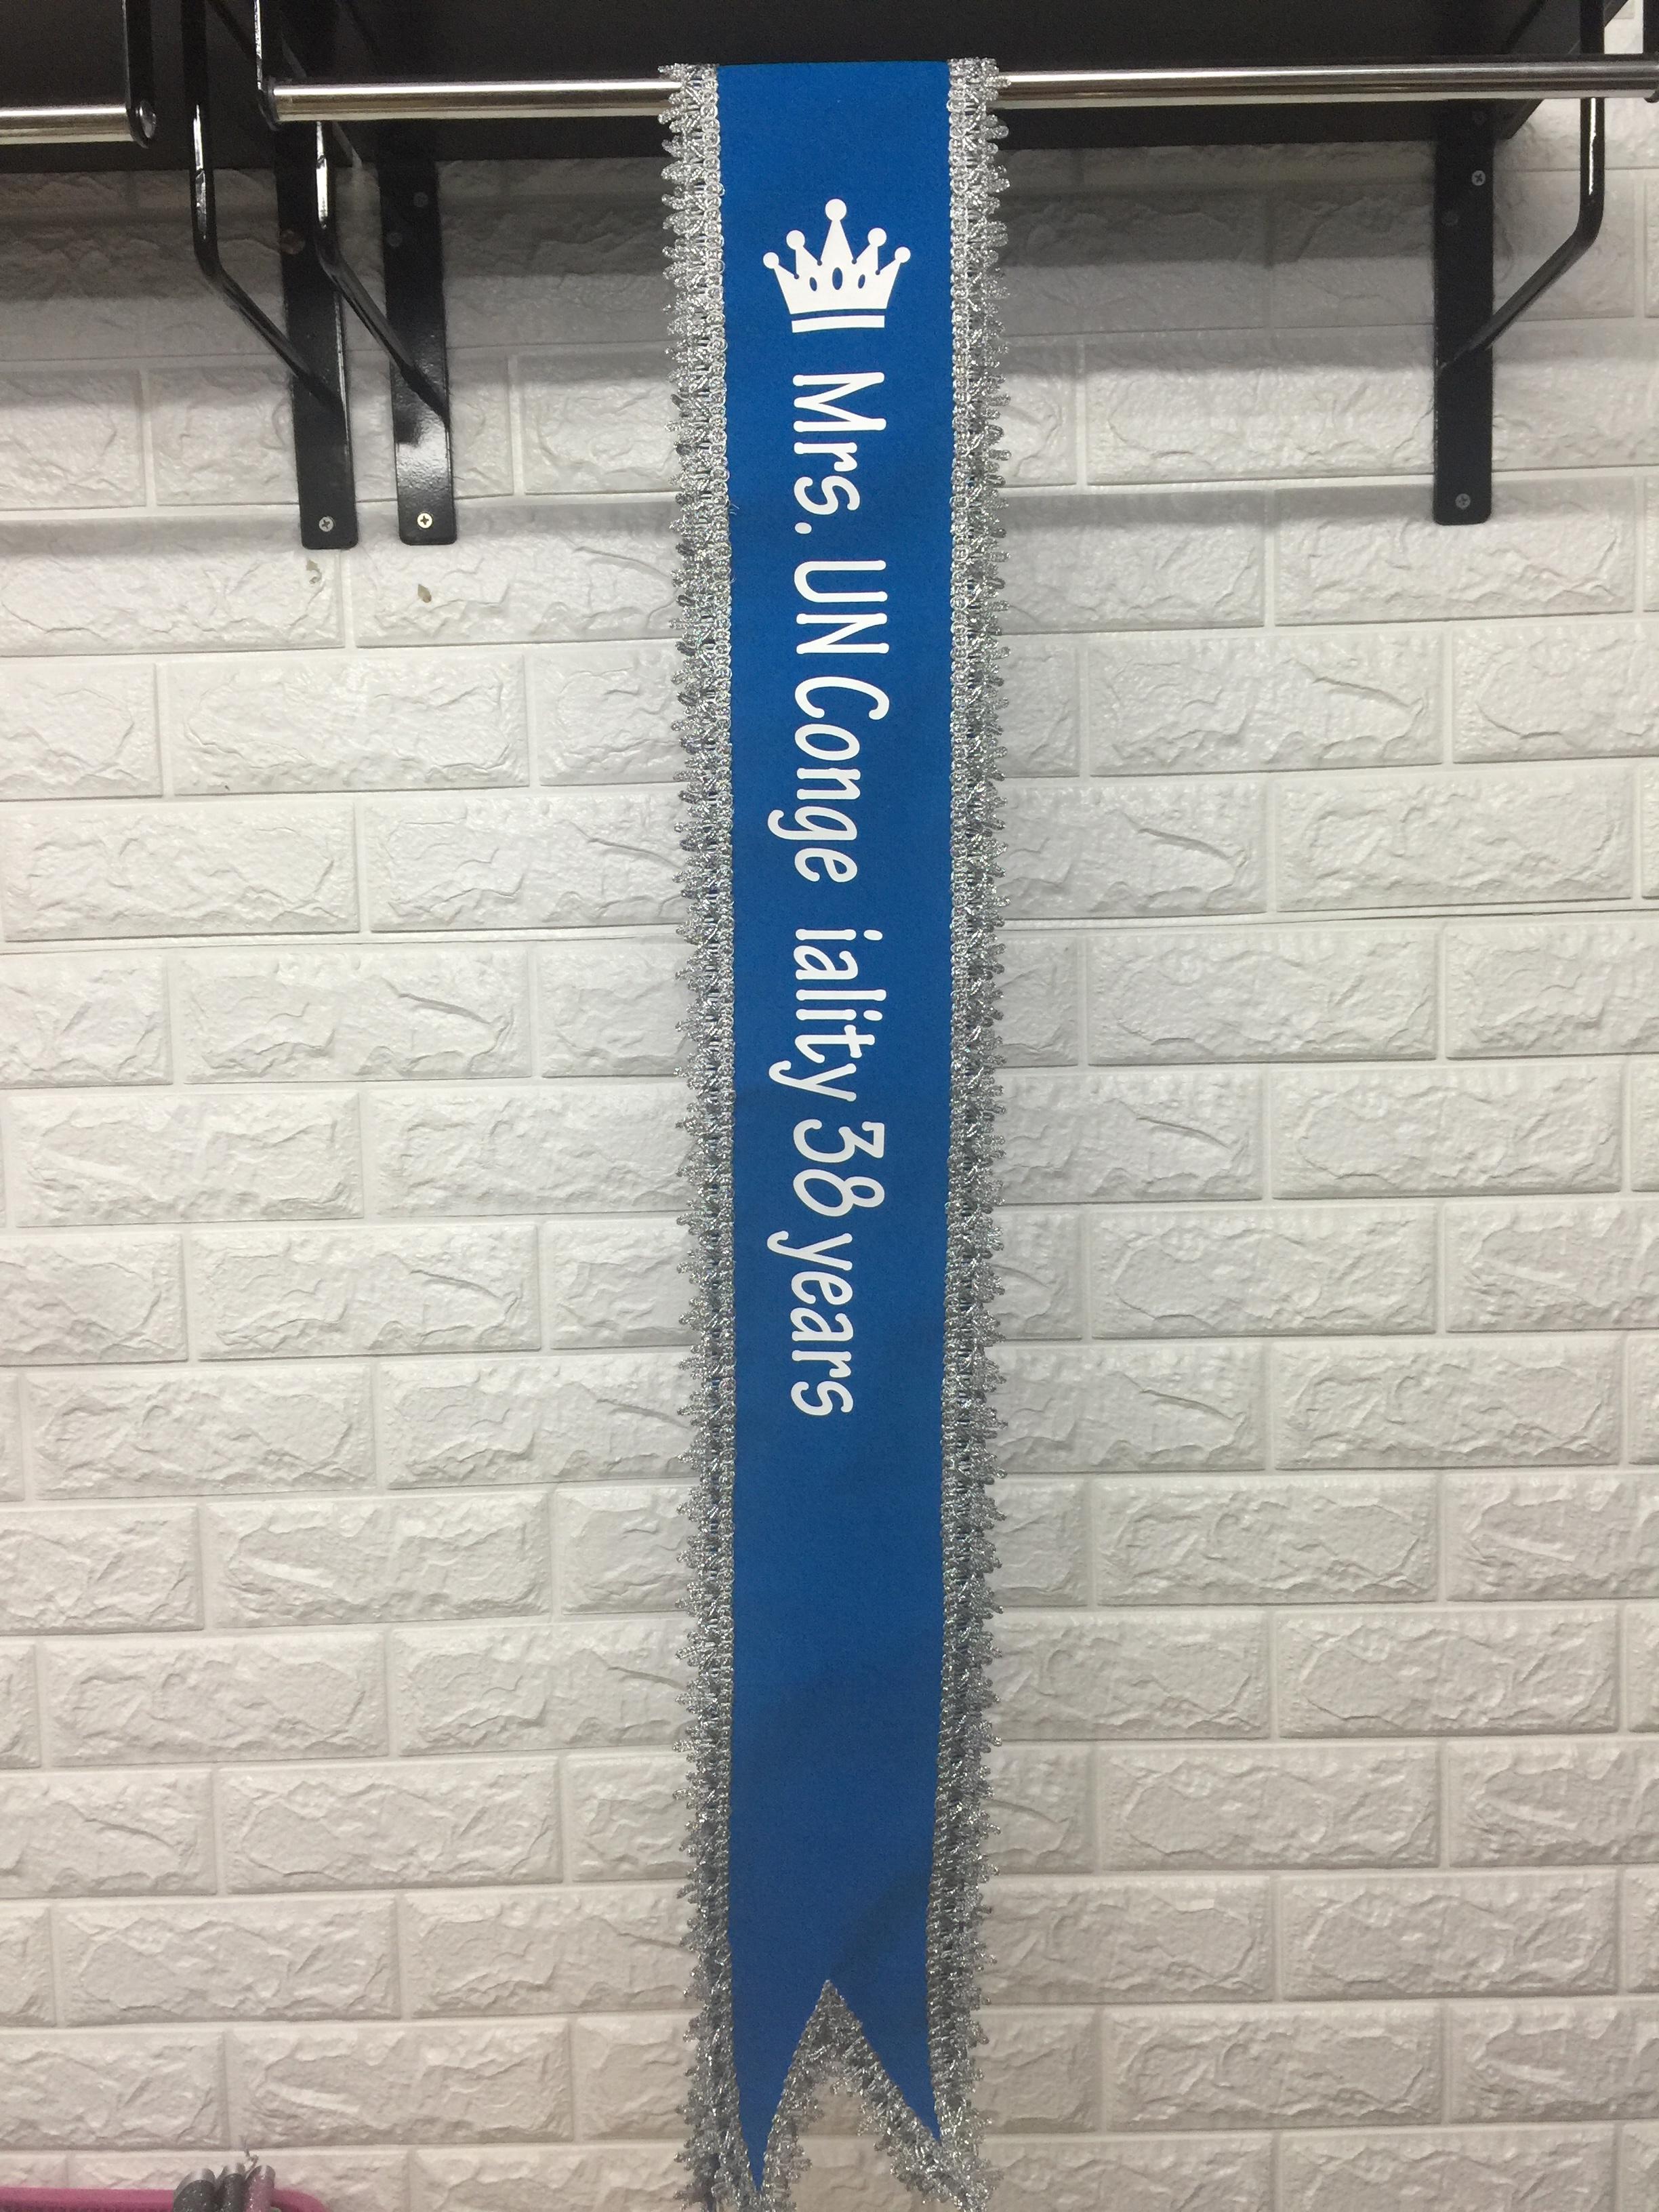 Mrs. UN Conge iality 38 years